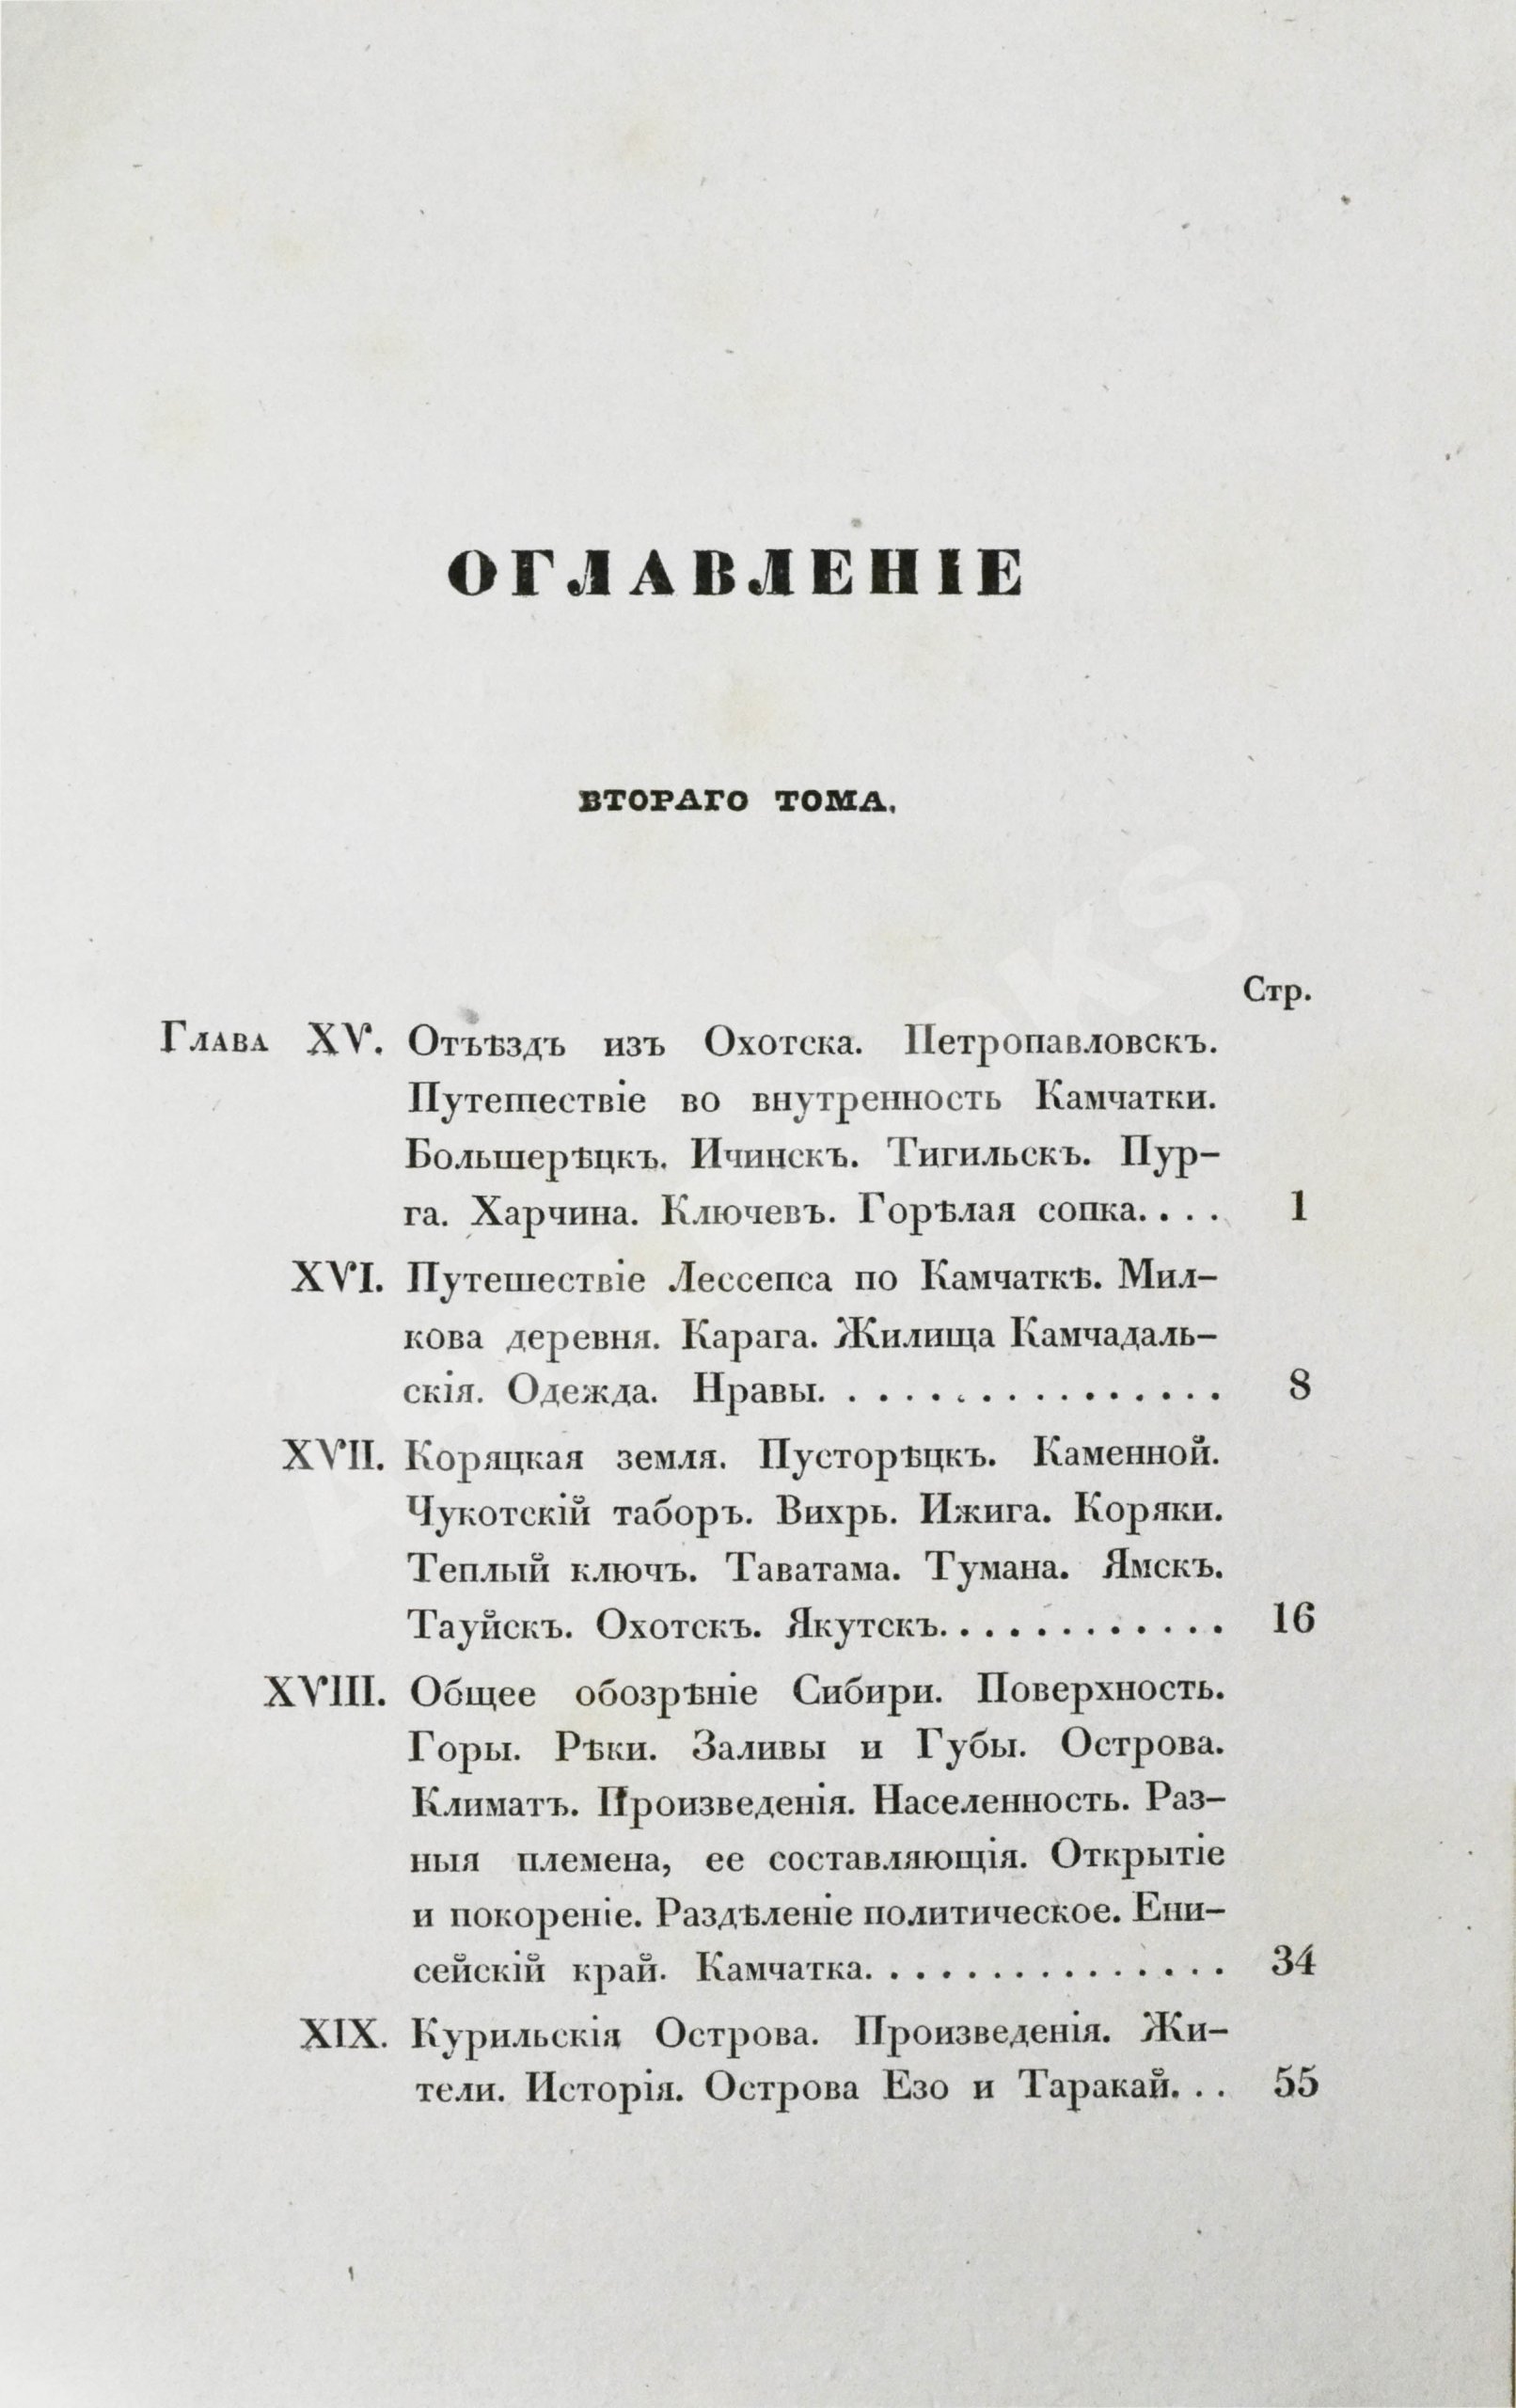 ОГЛАВЛЕНІЕ
ВТОРАГО ТОМА.
Стр.
Глава XV. Отъѣздъ изъ Охотска. Петропавловскъ.
Путешествіе во внутренность Камчатки.
Большерѣцкъ. Ичинскъ. Тигильскъ. Пур-
га. Харчина. Ключевъ. Горѣлая сопка. . . . 1
XVI. Путешествіе Лессепса по Камчаткѣ. Мил-
кова деревня. Карага. Жилища Камчадаль-
скія. Одежда. Нравы. . . . . . . . . . . . . . . . 8
XVII. Коряцкая земля. Пусторѣцкъ. Каменной.
Чукотскій таборъ. Вихрь. Ижига. Коряки.
Теплый ключъ. Таватама. Тумана. Ямскъ.
Тауйскъ. Охотскъ. Якутскъ. . . . . . . . . . . . 16
XVIII. Общее обозрѣніе Сибири. Поверхность.
Горы. Рѣки. Заливы и Губы. Острова.
Климатъ. Произведенія. Населенность. Раз-
ныя племена, ее составляющія. Открытіе
и покореніе. Раздѣленіе политическое. Ени-
сейскій край. Камчатка. . . . . . . . . . . . . . . 34
XIX. Курильскія Острова. Произведенія. Жи-
тели. Исторія. Острова Езо и Таракай. . . 55